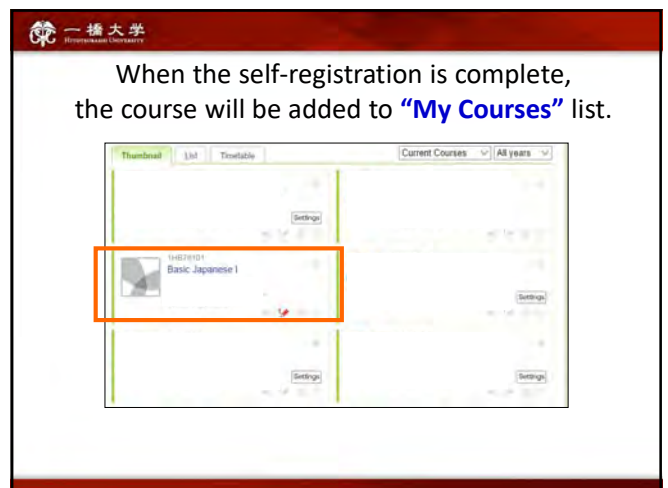 一橋大学
HITOTSUBASHI UNIVERSITY
When the self-registration is complete,
the course will be added to “My Courses” list.
Thumbnail List Timetable Current Courses All years
Settings
1HB78101
Basic Japanese I
Settings
Settings Settings